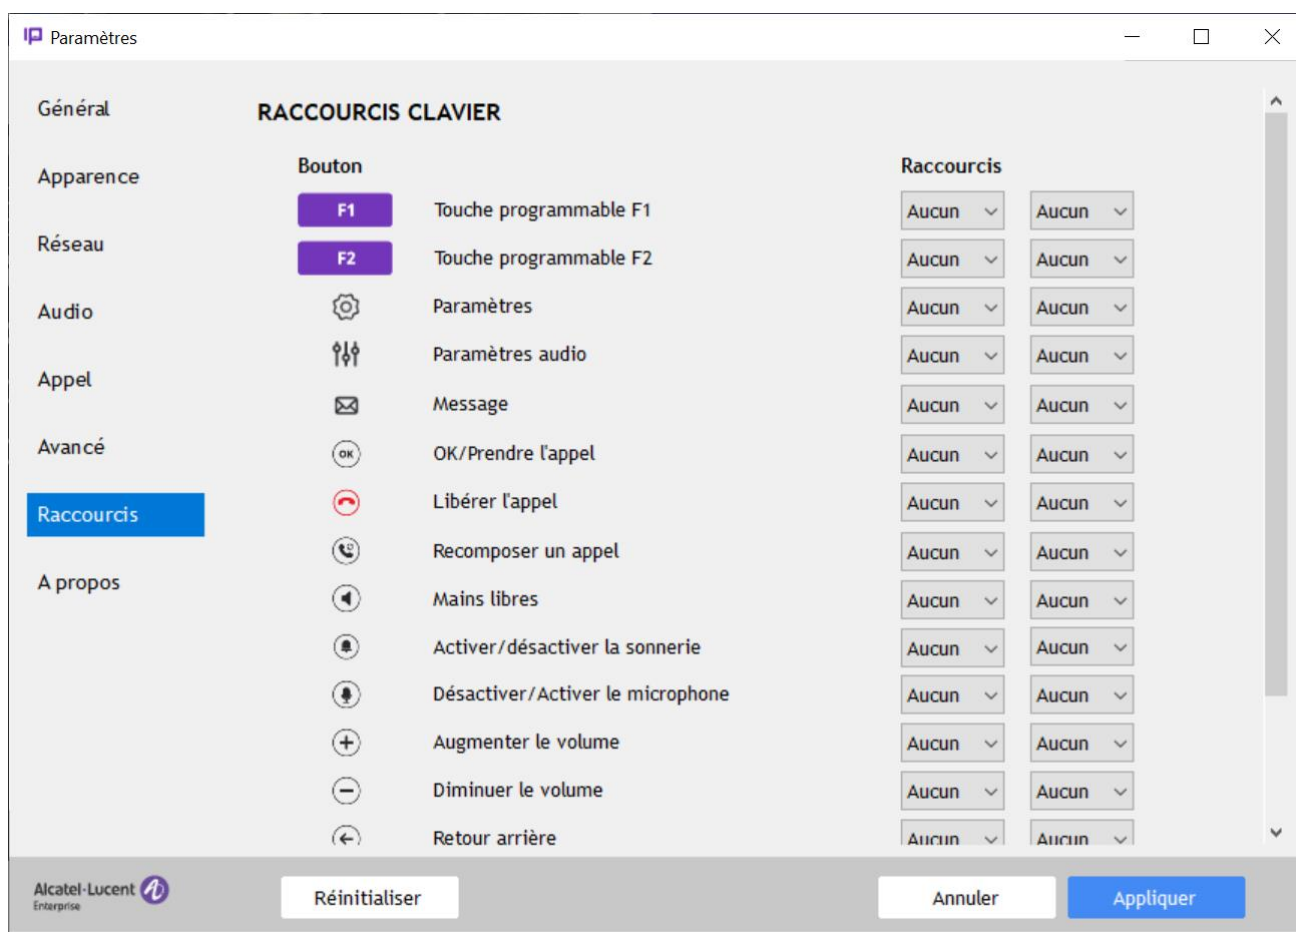 Paramètres
Général
Apparence
Réseau
Audio
Appel
Avancé
Raccourcis
A propos
RACCOURCIS CLAVIER
Bouton Raccourcis
F1 Touche programmable F1 Aucun Aucun
F2 Touche programmable F2 Aucun Aucun
Paramètres Aucun Aucun
Paramètres audio Aucun Aucun
Message Aucun Aucun
OK OK/Prendre l'appel Aucun Aucun
Libérer l'appel Aucun Aucun
Recomposer un appel Aucun Aucun
Mains libres Aucun Aucun
Activer/désactiver la sonnerie Aucun Aucun
Désactiver/Activer le microphone Aucun Aucun
Augmenter le volume Aucun Aucun
Diminuer le volume Aucun Aucun
Retour arrière Aucun Aucun
Alcatel·Lucent
Enterprise
Réinitialiser Annuler Appliquer